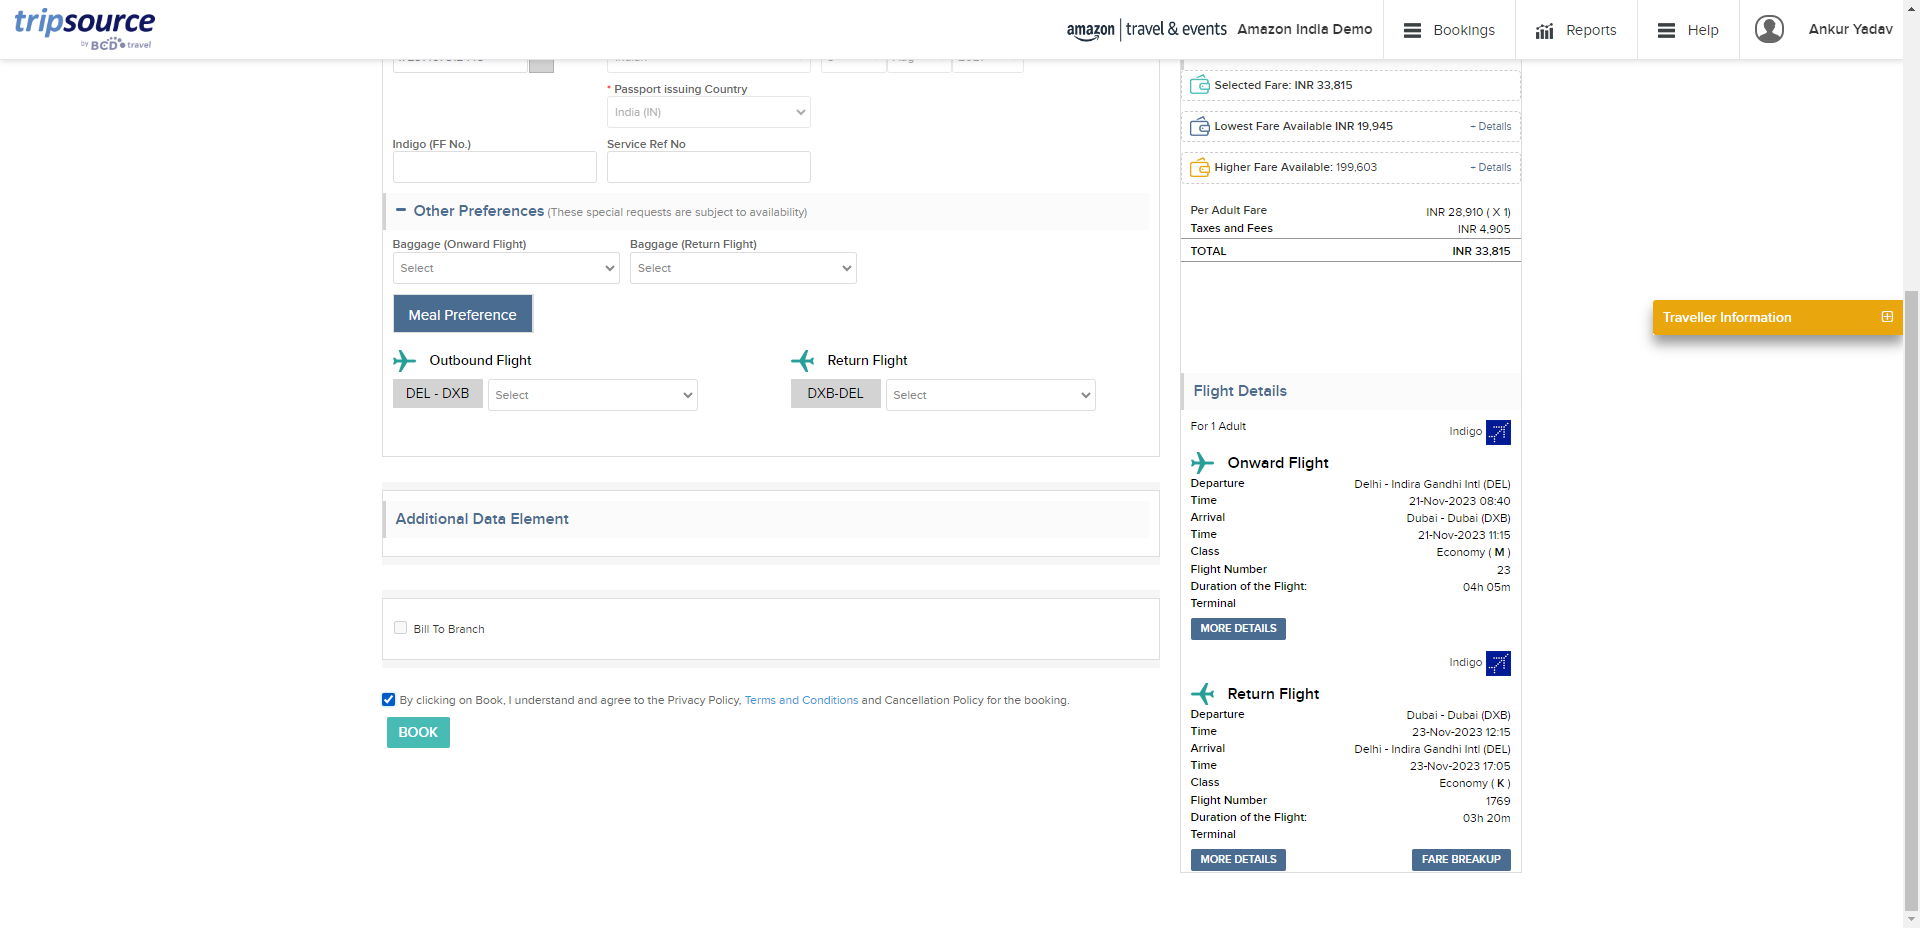 tripsource
by BCD travel
amazon travel & events Amazon India Demo
Bookings
Reports
Help
Ankur Yadav
* Passport issuing Country
India (IN)
Indigo (FF No.) Service Ref No
− Other Preferences (These special requests are subject to availability)
Baggage (Onward Flight) Baggage (Return Flight)
Select Select
Meal Preference
Outbound Flight Return Flight
DEL - DXB Select DXB-DEL Select
Additional Data Element
Bill To Branch
By clicking on Book, I understand and agree to the Privacy Policy, Terms and Conditions and Cancellation Policy for the booking.
BOOK
Selected Fare: INR 33,815
Lowest Fare Available INR 19,945 - Details
Higher Fare Available: 199,603 - Details
Per Adult Fare INR 28,910 ( X 1)
Taxes and Fees INR 4,905
TOTAL INR 33,815
Traveller Information
Flight Details
For 1 Adult Indigo
Onward Flight
Departure Delhi - Indira Gandhi Intl (DEL)
Time 21-Nov-2023 08:40
Arrival Dubai - Dubai (DXB)
Time 21-Nov-2023 11:15
Class Economy ( M )
Flight Number 23
Duration of the Flight: 04h 05m
Terminal
MORE DETAILS
Indigo
Return Flight
Departure Dubai - Dubai (DXB)
Time 23-Nov-2023 12:15
Arrival Delhi - Indira Gandhi Intl (DEL)
Time 23-Nov-2023 17:05
Class Economy ( K )
Flight Number 1769
Duration of the Flight: 03h 20m
Terminal
MORE DETAILS FARE BREAKUP